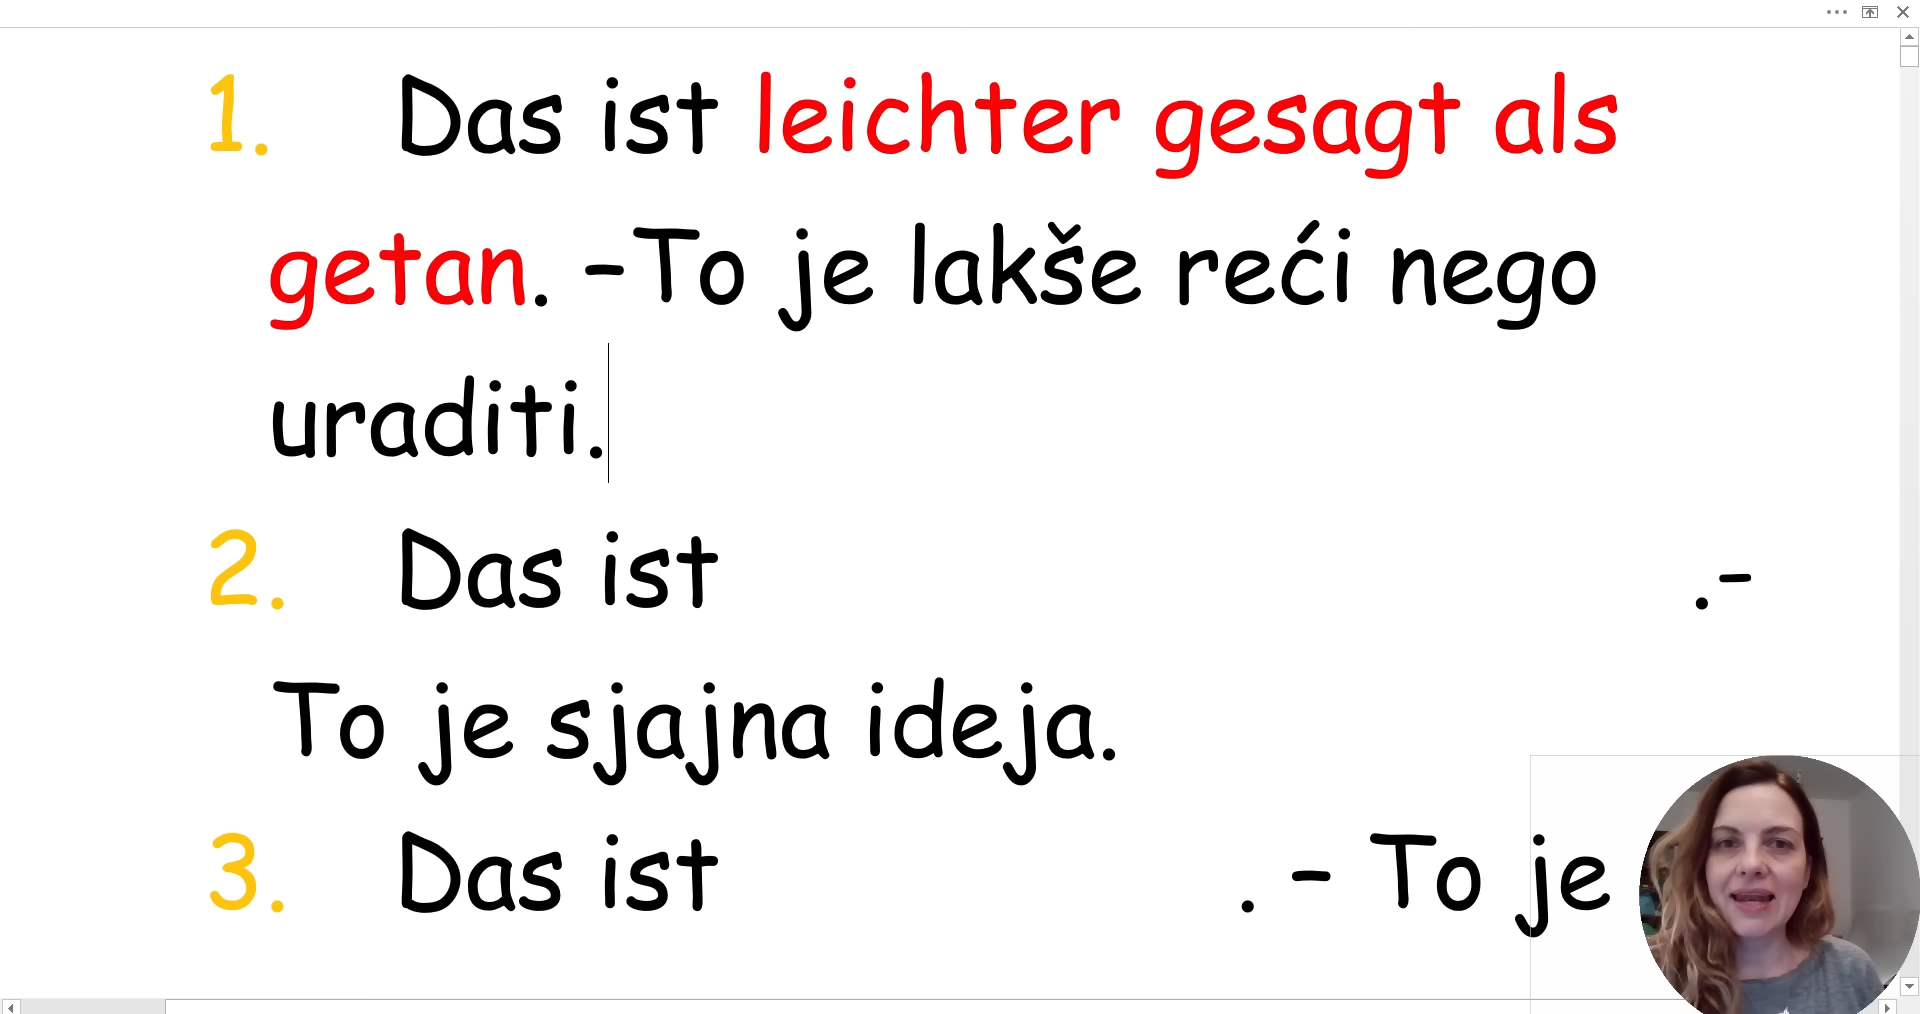 1. Das ist leichter gesagt als
getan. -To je lakše reći nego
uraditi.
2. Das ist .-
To je sjajna ideja.
3. Das ist . - To je